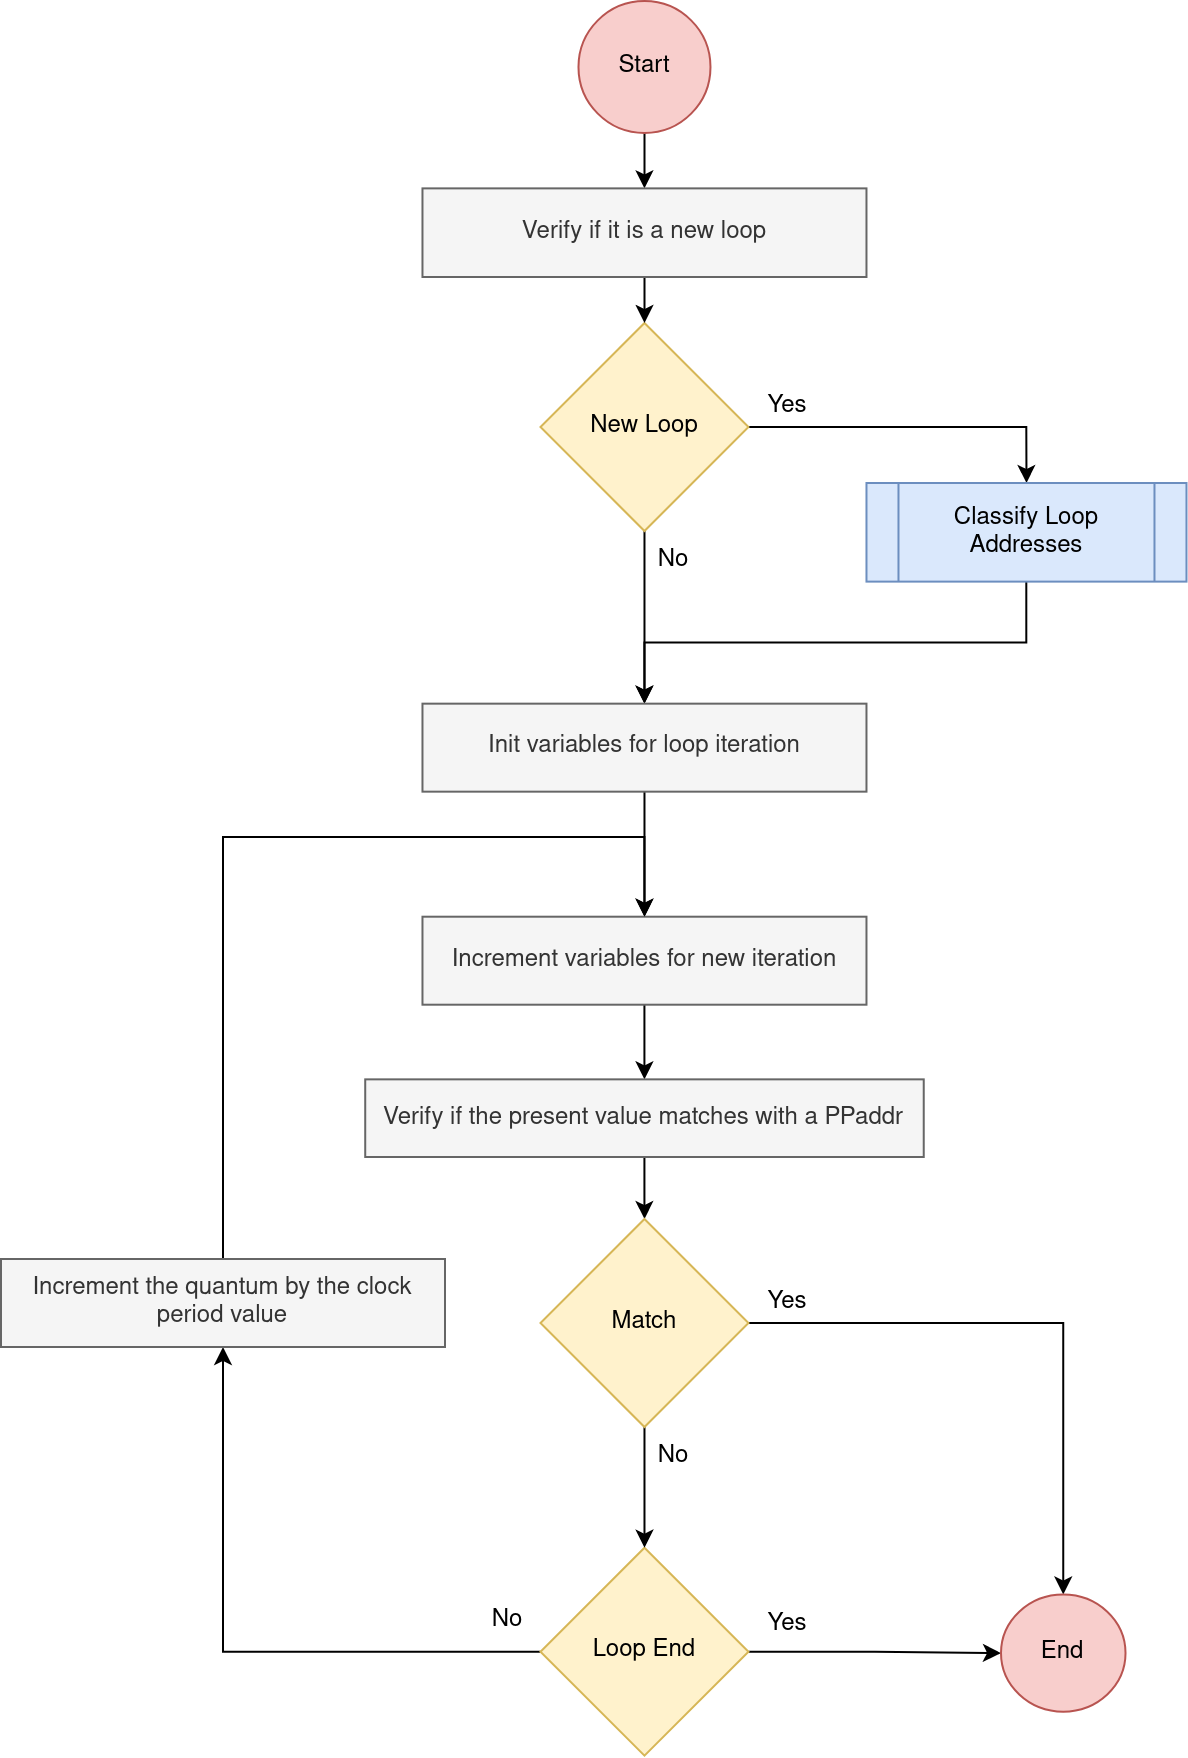 Start
Verify if it is a new loop
New Loop
Yes
No
Classify Loop
Addresses
Init variables for loop iteration
Increment variables for new iteration
Verify if the present value matches with a PPaddr
Increment the quantum by the clock
period value
Match
Yes
No
Loop End
No
Yes
End